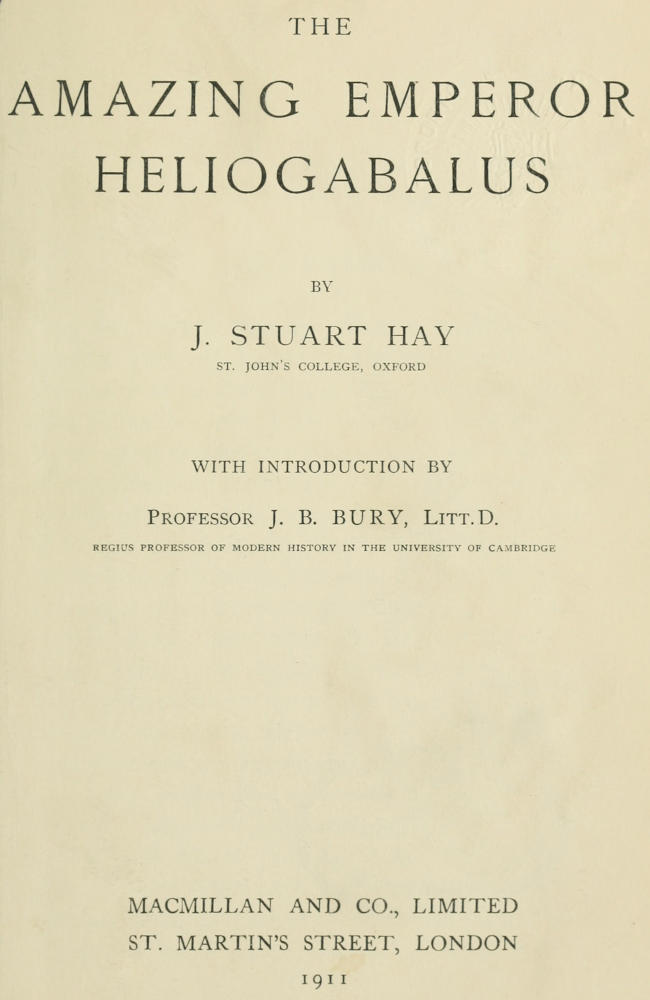 THE
AMAZING EMPEROR
HELIOGABALUS
BY
J. STUART HAY
ST. JOHN'S COLLEGE, OXFORD
WITH INTRODUCTION BY
PROFESSOR J. B. BURY, LITT.D.
REGIUS PROFESSOR OF MODERN HISTORY IN THE UNIVERSITY OF CAMBRIDGE
MACMILLAN AND CO., LIMITED
ST. MARTIN'S STREET, LONDON
1911